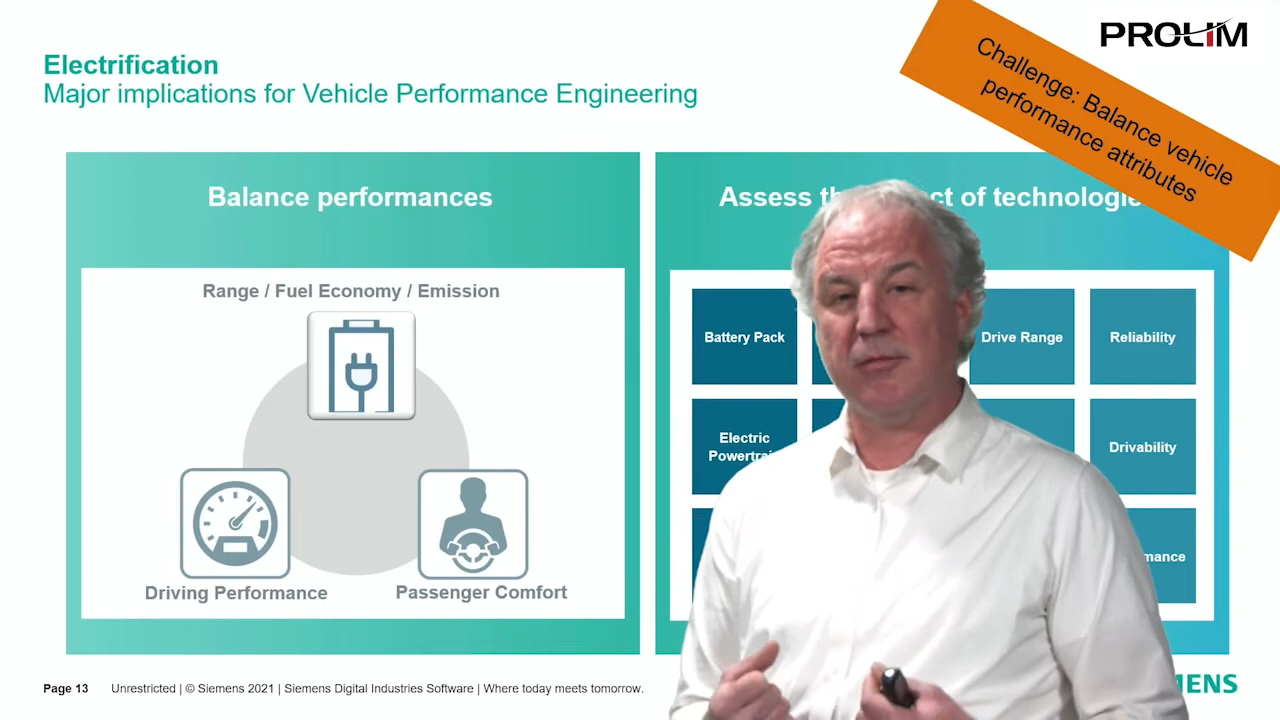 PROLIM
Electrification
Major implications for Vehicle Performance Engineering
Challenge: Balance vehicle
performance attributes
Balance performances
Range / Fuel Economy / Emission
Driving Performance
Passenger Comfort
Assess of
Battery Pack
Drive Range
Reliability
Electric
Drivability
Page 13 Unrestricted | © Siemens 2021 | Siemens Digital Industries Software | Where today meets tomorrow.